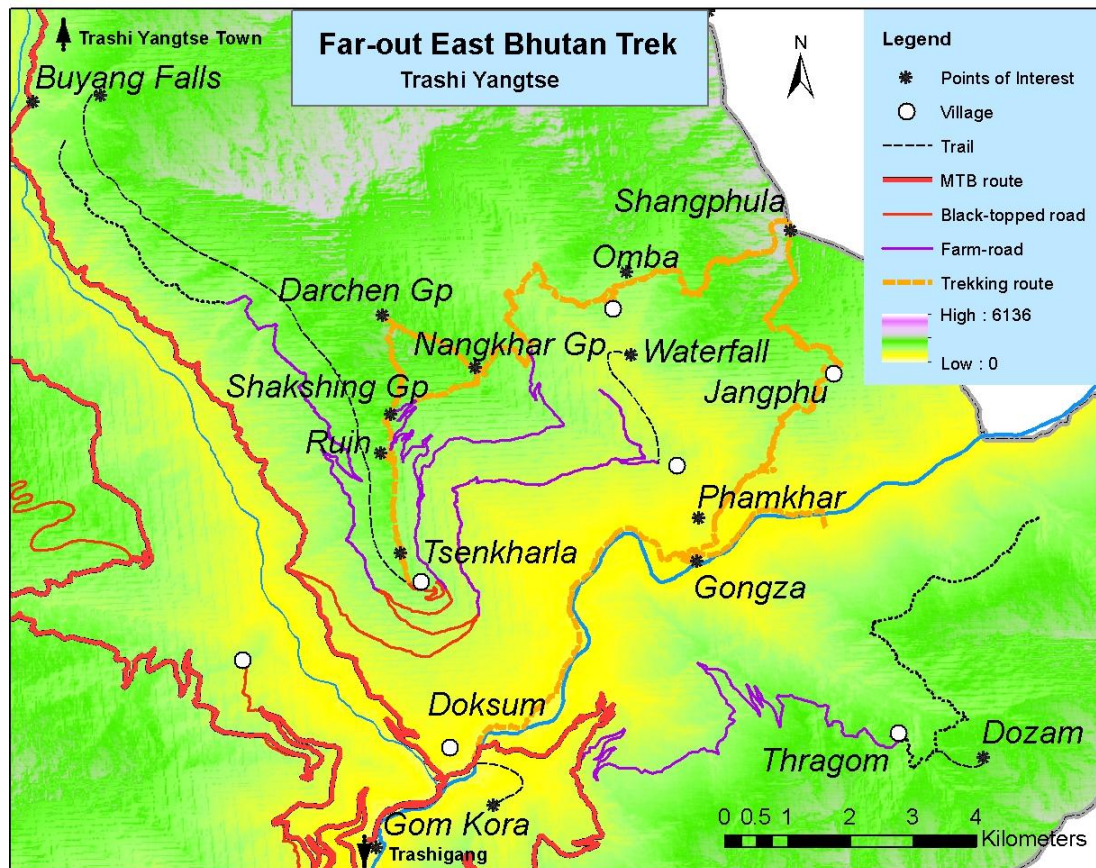 Far-out East Bhutan Trek
Trashi Yangtse
Trashi Yangtse Town
Buyang Falls
N
Legend
Points of Interest
Village
Trail
MTB route
Black-topped road
Farm-road
Trekking route
High : 6136
Low : 0
Shangphula
Omba
Darchen Gp
Nangkhar Gp
Waterfall
Shakshing Gp
Jangphu
Ruin
Phamkhar
Tsenkharla
Gongza
Doksum
Thragom
Dozam
Gom Kora
Trashigang
0 0.5 1 2 3 4
Kilometers